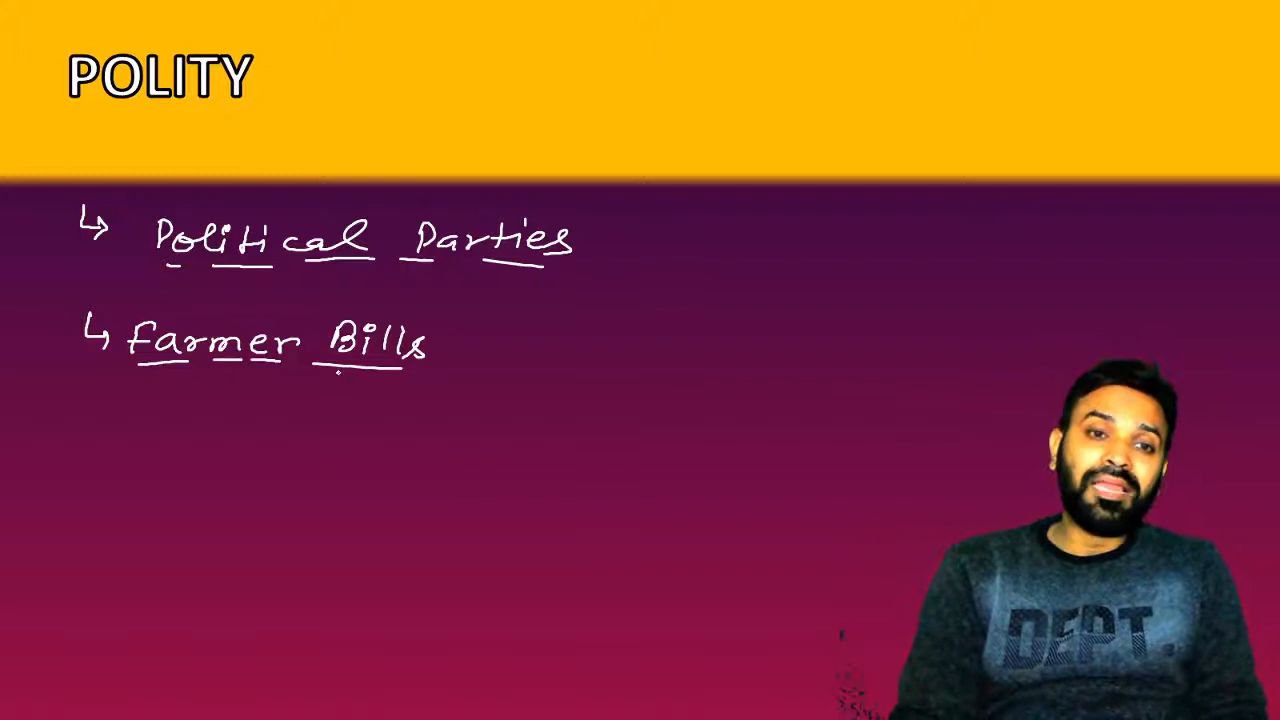 POLITY
↳ Political Parties
↳ Farmer Bills
DEPT.